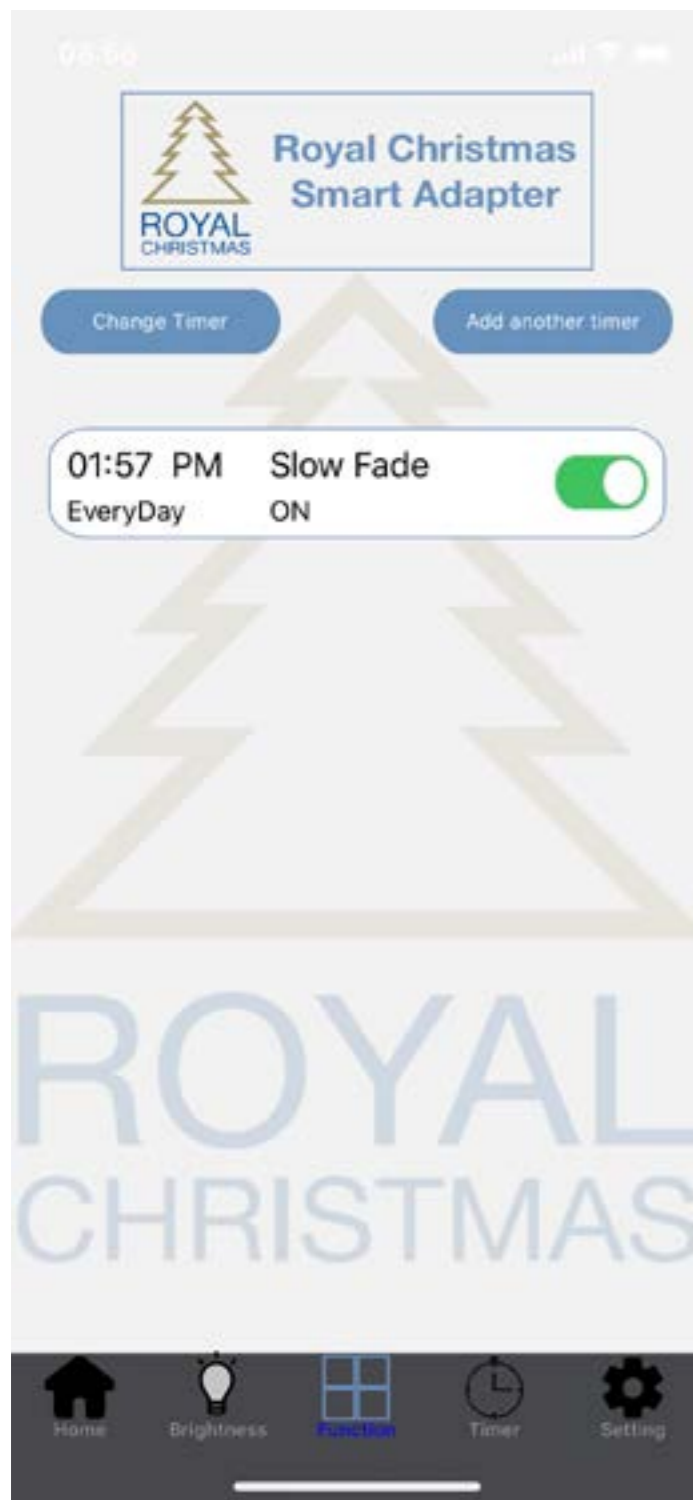 Royal Christmas
Smart Adapter
ROYAL
CHRISTMAS
Change Timer
Add another timer
01:57 PM
Slow Fade
EveryDay
ON
ROYAL
CHRISTMAS
Home
Brightness
Function
Timer
Setting